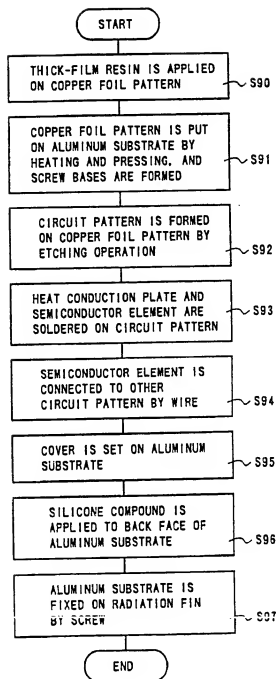 START
THICK-FILM RESIN IS APPLIED
ON COPPER FOIL PATTERN
S90
COPPER FOIL PATTERN IS PUT
ON ALUMINUM SUBSTRATE BY
HEATING AND PRESSING, AND
SCREW BASES ARE FORMED
S91
CIRCUIT PATTERN IS FORMED
ON COPPER FOIL PATTERN BY
ETCHING OPERATION
S92
HEAT CONDUCTION PLATE AND
SEMICONDUCTOR ELEMENT ARE
SOLDERED ON CIRCUIT PATTERN
S93
SEMICONDUCTOR ELEMENT IS
CONNECTED TO OTHER
CIRCUIT PATTERN BY WIRE
S94
COVER IS SET ON ALUMINUM
SUBSTRATE
S95
SILICONE COMPOUND IS
APPLIED TO BACK FACE OF
ALUMINUM SUBSTRATE
S96
ALUMINUM SUBSTRATE IS
FIXED ON RADIATION FIN
BY SCREW
S97
END